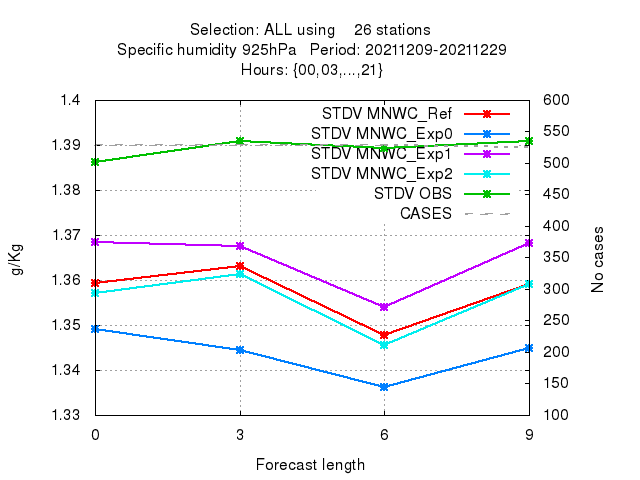 Selection: ALL using 26 stations
Specific humidity 925hPa Period: 20211209-20211229
Hours: {00,03,...,21}
STDV MNWC_Ref
STDV MNWC_Exp0
STDV MNWC_Exp1
STDV MNWC_Exp2
STDV OBS
CASES
1.4
1.39
1.38
1.37
1.36
1.35
1.34
1.33
g/Kg
600
550
500
450
400
350
300
250
200
150
100
No cases
0 3 6 9
Forecast length